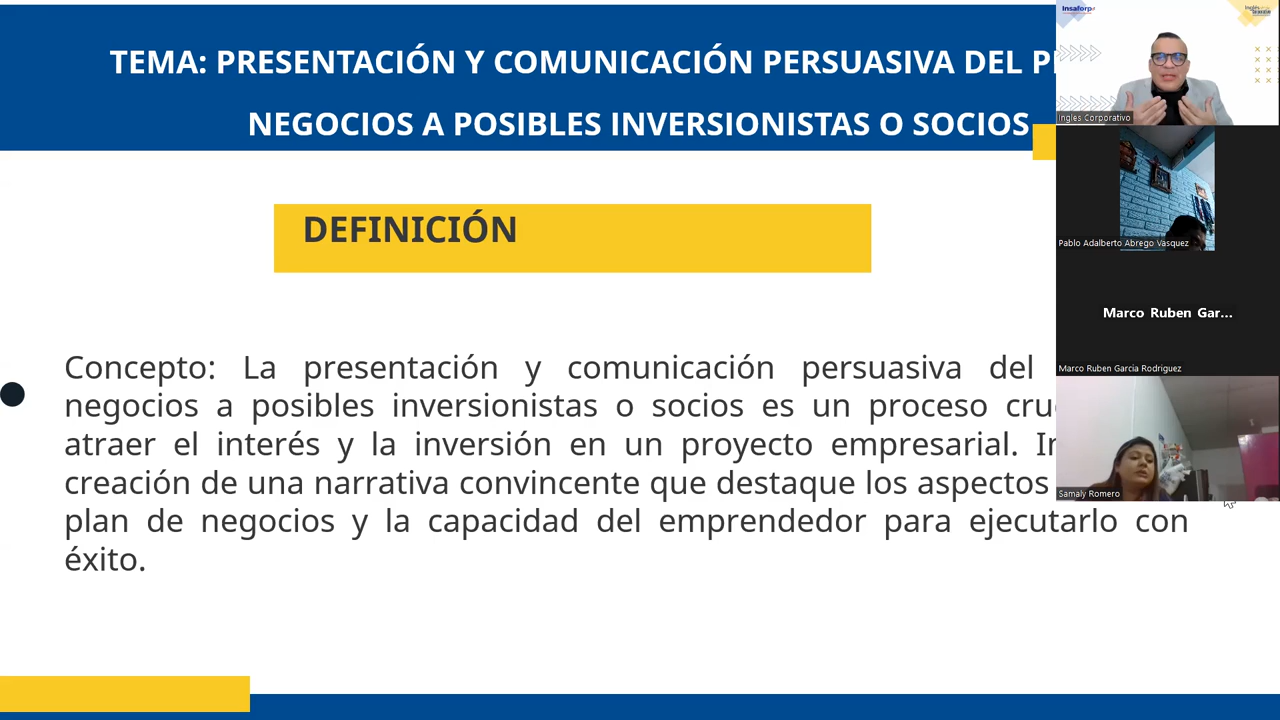 TEMA: PRESENTACIÓN Y COMUNICACIÓN PERSUASIVA DEL
NEGOCIOS A POSIBLES INVERSIONISTAS O SOCIOS
DEFINICIÓN
Concepto: La presentación y comunicación persuasiva del
negocios a posibles inversionistas o socios es un proceso
atraer el interés y la inversión en un proyecto empresarial.
creación de una narrativa convincente que destaque los aspectos
plan de negocios y la capacidad del emprendedor para ejecutarlo con
éxito.
Insaforp
Ingles Corporativo
Pablo Adalberto Abrego Vasquez
Marco Ruben Gar...
Marco Ruben Garcia Rodriguez
Samaly Romero